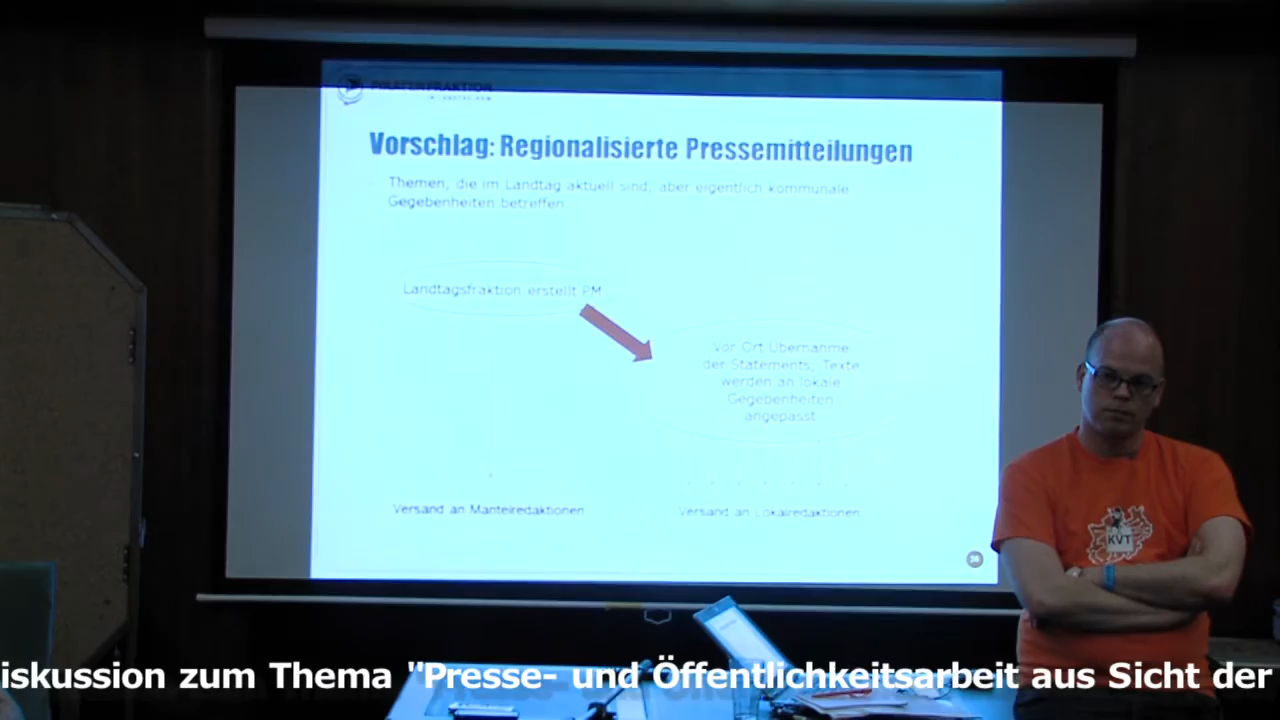 PIRATENFRAKTION
Vorschlag: Regionalisierte Pressemitteilungen
Themen, die im Landtag aktuell sind, aber eigentlich kommunale
Gegebenheiten betreffen
Landtagsfraktion erstellt PM
Vor Ort Übernahme
der Statements, Texte
werden an lokale
Gegebenheiten
angepasst
Versand an Mantelredaktionen
Versand an Lokalredaktionen
KVT
iskussion zum Thema "Presse- und Öffentlichkeitsarbeit aus Sicht der